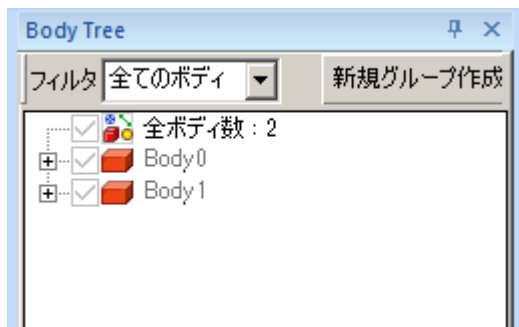 Body Tree
フィルタ 全てのボディ 新規グループ作成
全ボディ数：2
Body0
Body1